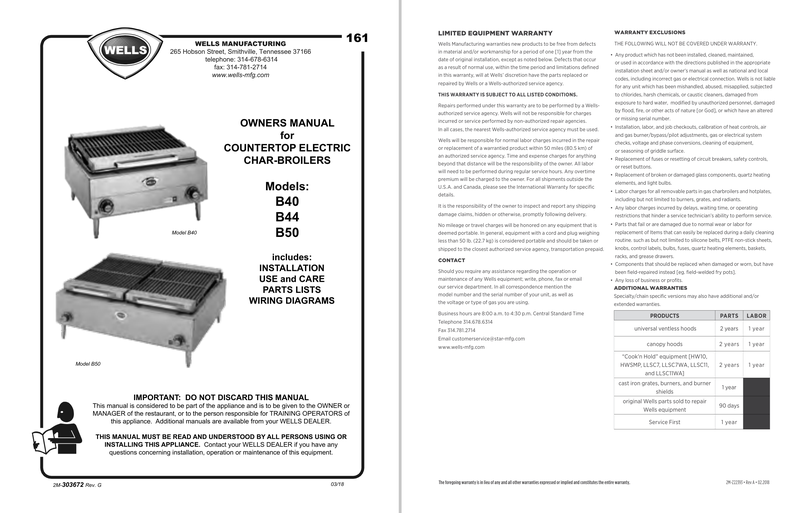 161
WELLS
WELLS MANUFACTURING
265 Hobson Street, Smithville, Tennessee 37166
telephone: 314-678-6314
fax: 314-781-2714
www.wells-mfg.com
OWNERS MANUAL
for
COUNTERTOP ELECTRIC
CHAR-BROILERS
Models:
B40
B44
B50
Model B40
includes:
INSTALLATION
USE and CARE
PARTS LISTS
WIRING DIAGRAMS
Model B50
IMPORTANT: DO NOT DISCARD THIS MANUAL
This manual is considered to be part of the appliance and is to be given to the OWNER or
MANAGER of the restaurant, or to the person responsible for TRAINING OPERATORS of
this appliance. Additional manuals are available from your WELLS DEALER.
THIS MANUAL MUST BE READ AND UNDERSTOOD BY ALL PERSONS USING OR
INSTALLING THIS APPLIANCE. Contact your WELLS DEALER if you have any
questions concerning installation, operation or maintenance of this equipment.
2M-303672 Rev. G
03/18
LIMITED EQUIPMENT WARRANTY
Wells Manufacturing warranties new products to be free from defects
in material and/or workmanship for a period of one [1] year from the
date of original installation, except as noted below. Defects that occur
as a result of normal use, within the time period and limitations defined
in this warranty, will at Wells' discretion have the parts replaced or
repaired by Wells or a Wells-authorized service agency.
THIS WARRANTY IS SUBJECT TO ALL LISTED CONDITIONS.
Repairs performed under this warranty are to be performed by a Wells-
authorized service agency. Wells will not be responsible for charges
incurred or service performed by non-authorized repair agencies.
In all cases, the nearest Wells-authorized service agency must be used.
Wells will be responsible for normal labor charges incurred in the repair
or replacement of a warrantied product within 50 miles (80.5 km) of
an authorized service agency. Time and expense charges for anything
beyond that distance will be the responsibility of the owner. All labor
will need to be performed during regular service hours. Any overtime
premium will be charged to the owner. For all shipments outside the
U.S.A. and Canada, please see the International Warranty for specific
details.
It is the responsibility of the owner to inspect and report any shipping
damage claims, hidden or otherwise, promptly following delivery.
No mileage or travel charges will be honored on any equipment that is
deemed portable. In general, equipment with a cord and plug weighing
less than 50 lb. (22.7 kg) is considered portable and should be taken or
shipped to the closest authorized service agency, transportation prepaid.
CONTACT
Should you require any assistance regarding the operation or
maintenance of any Wells Equipment; write, phone, fax or email
our service department. In all correspondence mention the
model number and the serial number of your unit, as well as
the voltage or type of gas you are using.
Business hours are 8:00 a.m. to 4:30 p.m. Central Standard Time
Telephone 314.678.6314
Fax 314.781.2714
Email customerservice@star-mfg.com
www.wells-mfg.com
WARRANTY EXCLUSIONS
THE FOLLOWING WILL NOT BE COVERED UNDER WARRANTY.
• Any product which has not been installed, cleaned, maintained,
or used in accordance with the directions published in the appropriate
installation sheet and/or owner's manual as well as national and local
codes, including incorrect gas or electrical connection. Wells is not liable
for any unit which has been mishandled, abused, misapplied, subjected
to chlorides, harsh chemicals, or caustic cleaners, damaged from
exposure to hard water, modified by unauthorized personnel, damaged
by flood, fire, or other acts of nature [or God], or which have an altered
or missing serial number.
• Installation, labor, and job checkouts, calibration of heat controls, air
and gas burner/bypass/pilot adjustments, gas or electrical system
checks, voltage and phase conversions, cleaning of equipment,
or seasoning of griddle surface.
• Replacement of fuses or resetting of circuit breakers, safety controls,
or reset buttons.
• Replacement of broken or damaged glass components, quartz heating
elements, and light bulbs.
• Labor charges for all removable parts in gas charbroilers and hotplates,
including but not limited to burners, grates, and radiants.
• Any labor charges incurred by delays, waiting time, or operating
restrictions that hinder a service technician's ability to perform service.
• Parts that fail or are damaged due to normal wear or labor for
replacement of items that can easily be replaced during a daily cleaning
routine, such as but not limited to silicone belts, PTFE non-stick sheets,
knobs, control labels, bulbs, fuses, quartz heating elements, baskets,
racks, and grease drawers.
• Components that should be replaced when damaged or worn, but have
been field-repaired instead [eg. field-welded fry pots].
• Any loss of business or profits.
ADDITIONAL WARRANTIES
Specialty/chain specific versions may also have additional and/or
extended warranties.
PRODUCTS PARTS LABOR
universal ventless hoods 2 years 1 year
canopy hoods 2 years 1 year
"Cook'n Hold" equipment [HW10,
HWSMP, LLSC7, LLSC7WA, LLSC11,
and LLSC11WA] 2 years 1 year
cast iron grates, burners, and burner
shields 1 year
original Wells parts sold to repair
Wells equipment 90 days
Service First 1 year
The foregoing warranty is in lieu of any and all other warranties expressed or implied and constitutes the entire warranty.